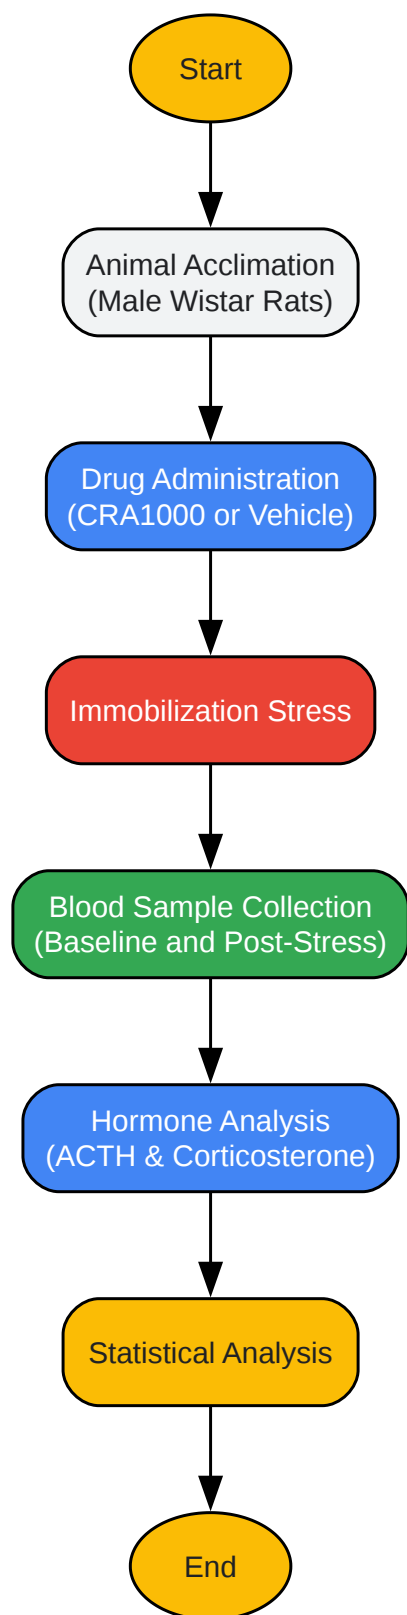 Start
Animal Acclimation
(Male Wistar Rats)
Drug Administration
(CRA1000 or Vehicle)
Immobilization Stress
Blood Sample Collection
(Baseline and Post-Stress)
Hormone Analysis
(ACTH & Corticosterone)
Statistical Analysis
End